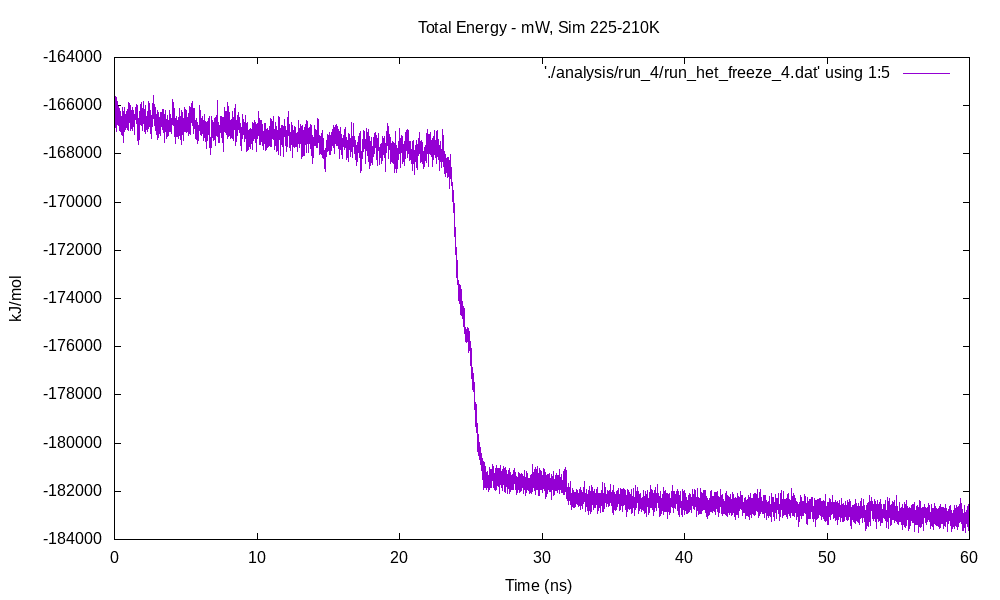 Total Energy - mW, Sim 225-210K
'./analysis/run_4/run_het_freeze_4.dat' using 1:5
-164000
-166000
-168000
-170000
-172000
-174000
-176000
-178000
-180000
-182000
-184000
kJ/mol
0 10 20 30 40 50 60
Time (ns)